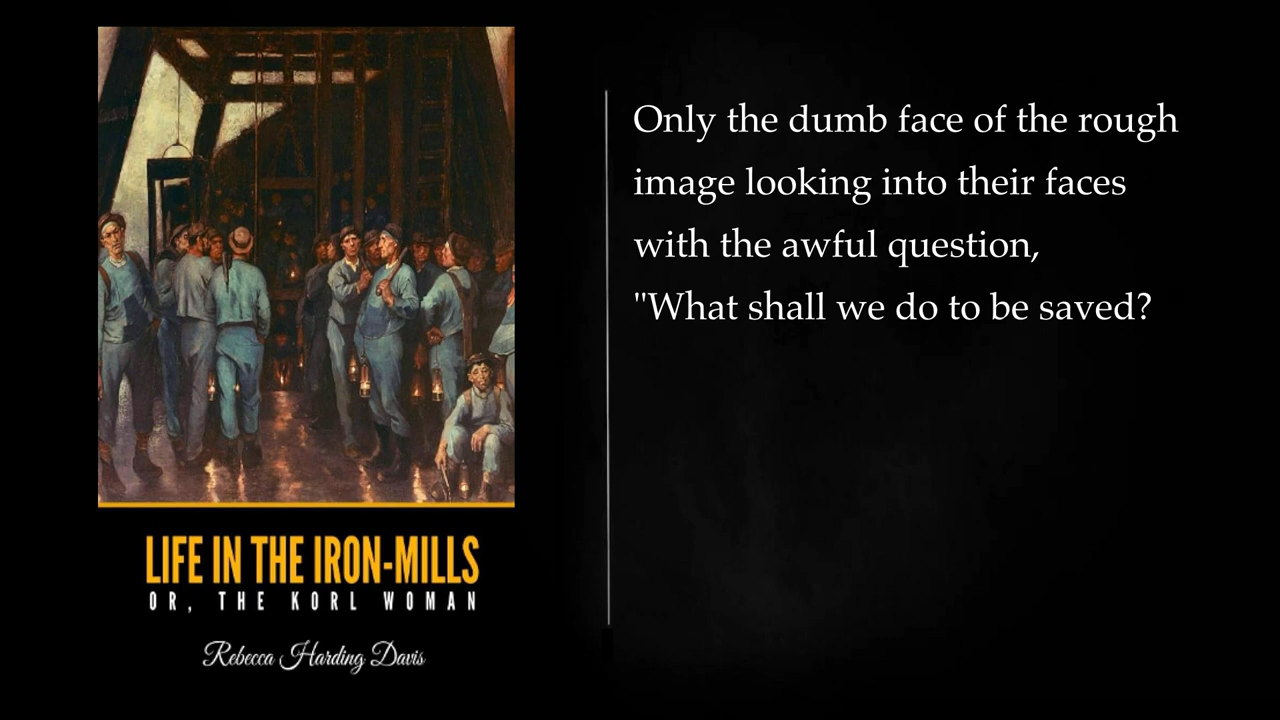 Only the dumb face of the rough
image looking into their faces
with the awful question,
"What shall we do to be saved?
LIFE IN THE IRON-MILLS
OR, THE KORL WOMAN
Rebecca Harding Davis